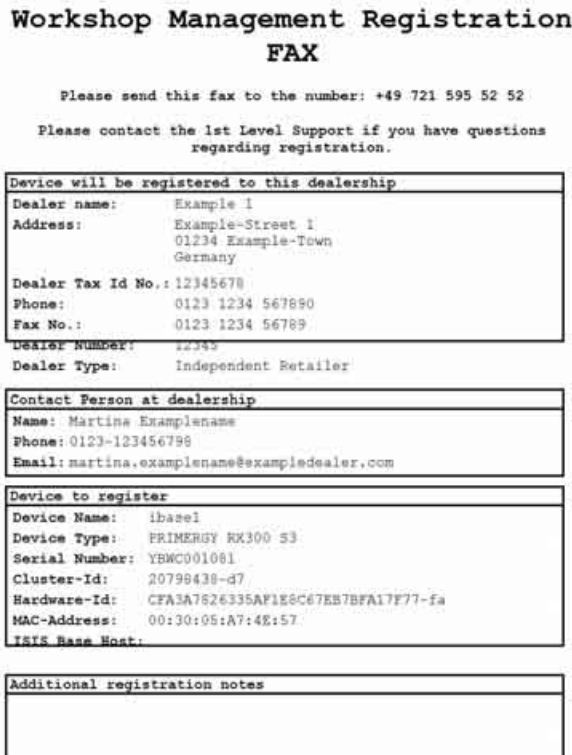 Workshop Management Registration
FAX
Please send this fax to the number: +49 721 595 52 52
Please contact the 1st Level Support if you have questions
regarding registration.
Device will be registered to this dealership
Dealer name: Example 1
Address: Example-Street 1
01234 Example-Town
Germany
Dealer Tax Id No.: 12345678
Phone: 0123 1234 567890
Fax No.: 0123 1234 56789
Dealer Number: 12345
Dealer Type: Independent Retailer
Contact Person at dealership
Name: Martina Examplename
Phone: 0123-123456798
Email: martina.examplename@exampledealer.com
Device to register
Device Name: ibase1
Device Type: PRIMERGY RX300 S3
Serial Number: YBWC001081
Cluster-Id: 20798438-d7
Hardware-Id: CFA3A7826335AF1E8C67EB7BFA17F77-fa
MAC-Address: 00:30:05:A7:4E:57
ISIS Base Host:
Additional registration notes